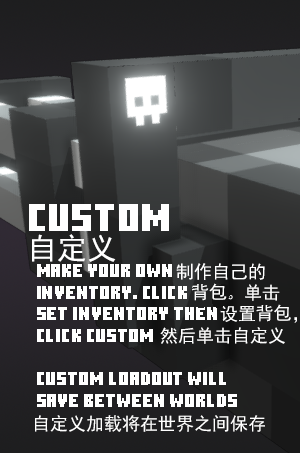 CUSTOM
自定义
MAKE YOUR OWN 制作自己的
INVENTORY. CLICK 背包。单击
SET INVENTORY THEN 设置背包,
CLICK CUSTOM 然后单击自定义
CUSTOM LOADOUT WILL
SAVE BETWEEN WORLDS
自定义加载将在世界之间保存